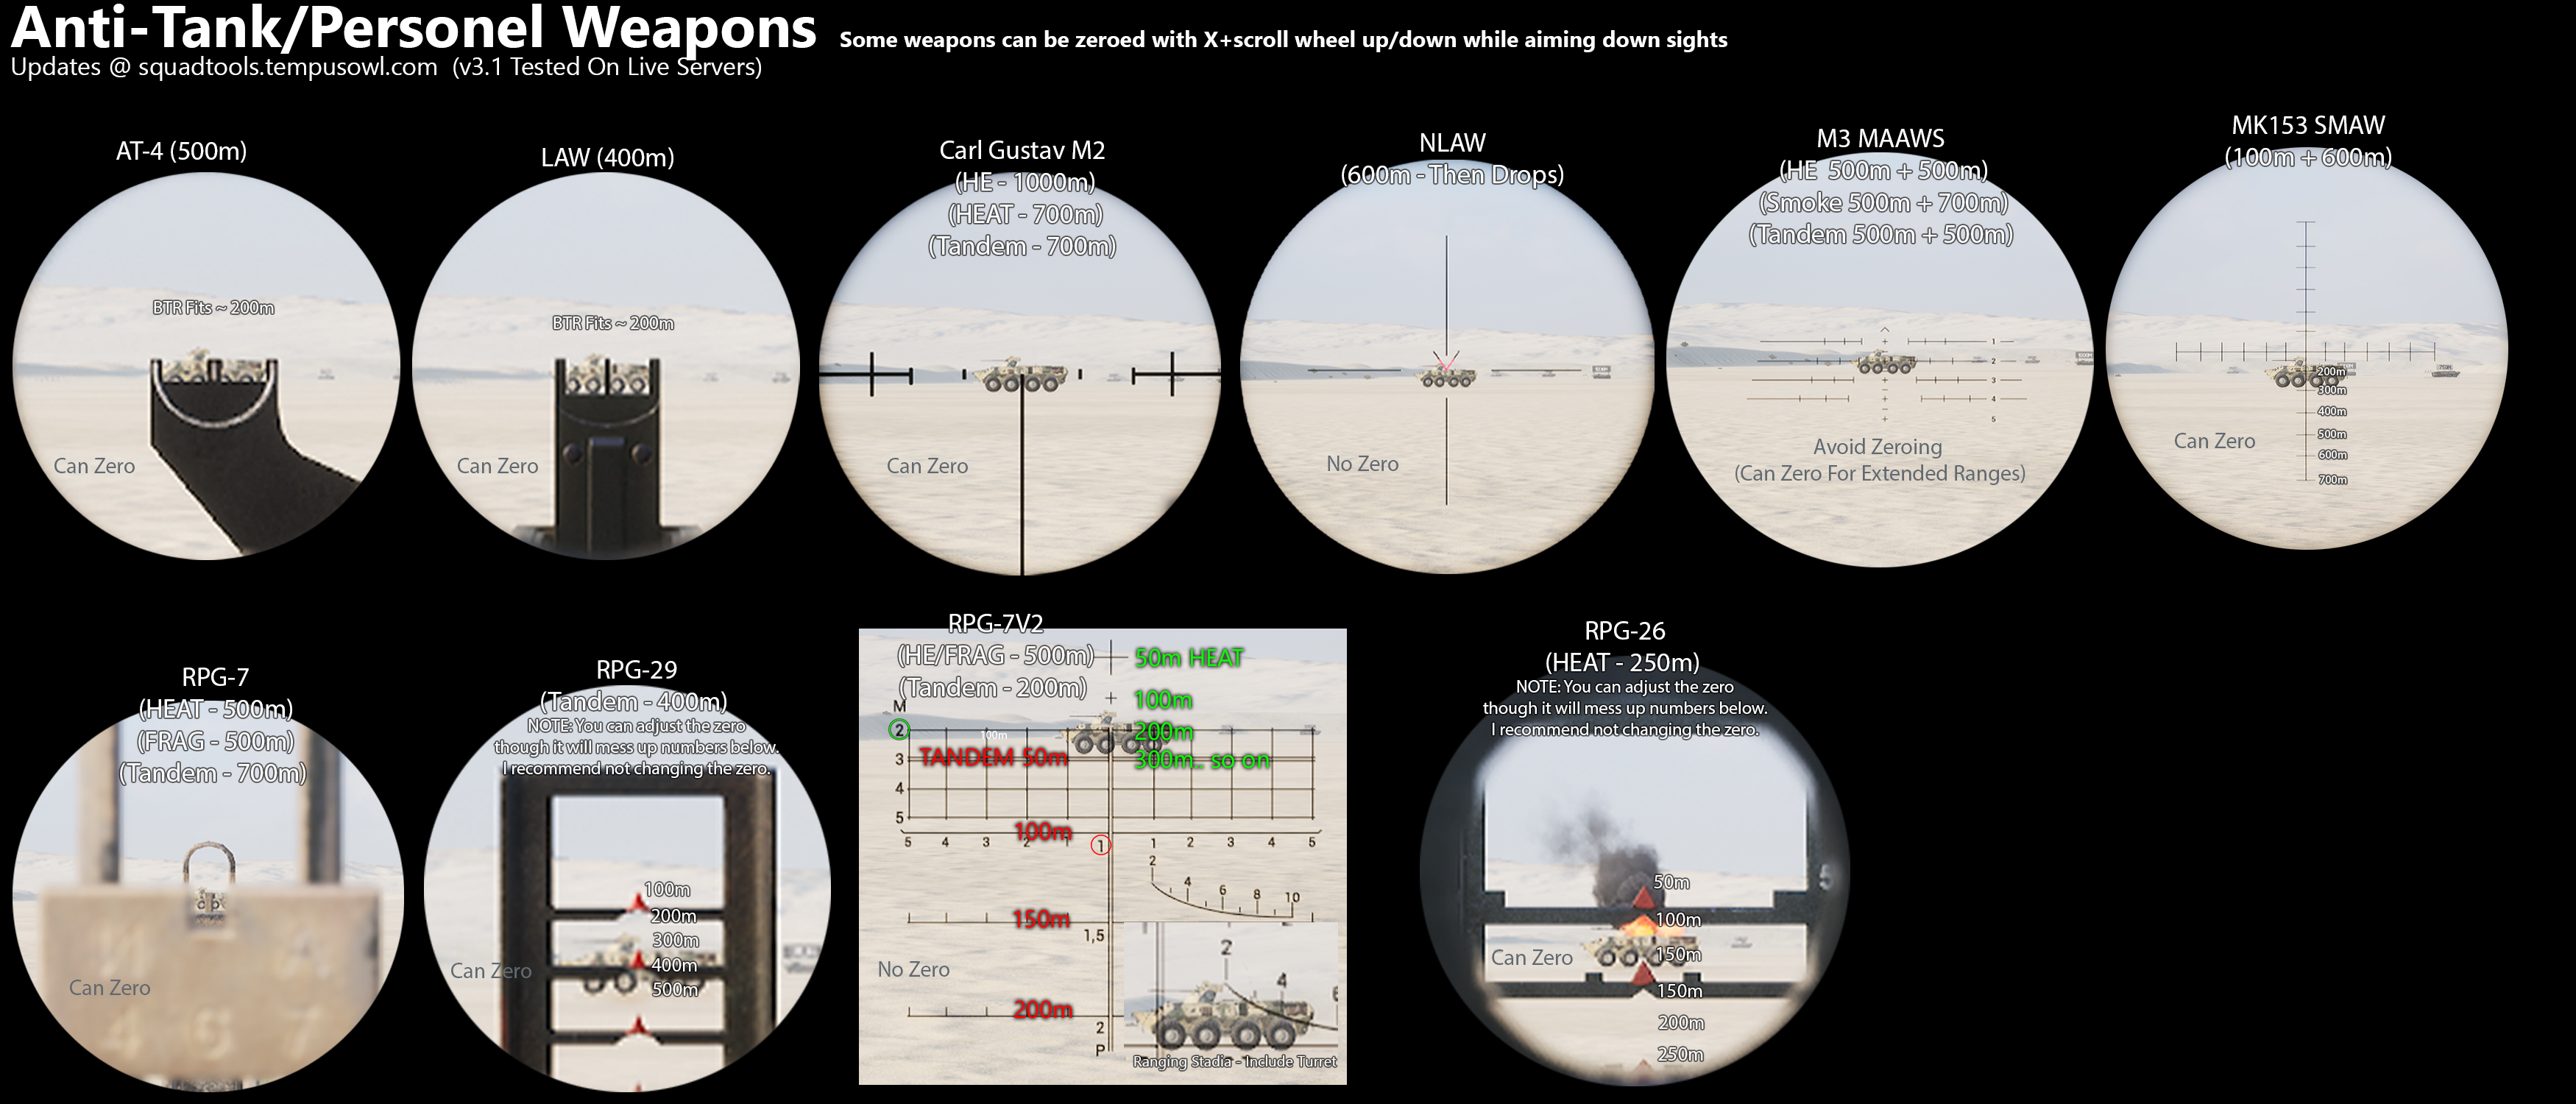 Anti-Tank/Personel Weapons
Some weapons can be zeroed with X+scroll wheel up/down while aiming down sights
Updates @ squadtools.tempusowl.com (v3.1 Tested On Live Servers)
AT-4 (500m)
BTR Fits ~ 200m
Can Zero
LAW (400m)
BTR Fits ~ 200m
Can Zero
Carl Gustav M2
(HE - 1000m)
(HEAT - 700m)
(Tandem - 700m)
Can Zero
NLAW
(600m - Then Drops)
No Zero
M3 MAAWS
(HE 500m + 500m)
(Smoke 500m + 700m)
(Tandem 500m + 500m)
1
2
3
4
5
Avoid Zeroing
(Can Zero For Extended Ranges)
MK153 SMAW
(100m + 600m)
200m
300m
400m
500m
600m
700m
Can Zero
RPG-7
(HEAT - 500m)
(FRAG - 500m)
(Tandem - 700m)
Can Zero
RPG-29
(Tandem - 400m)
NOTE: You can adjust the zero
though it will mess up numbers below.
I recommend not changing the zero.
100m
200m
300m
400m
500m
Can Zero
RPG-7V2
(HE/FRAG - 500m)
(Tandem - 200m)
50m HEAT
100m
200m
300m.. so on
M
2
100m
TANDEM 50m
3
4
5
100m
5 4 3 2 1 1 1 2 3 4 5
2 4 6 8 10
150m
1,5
No Zero
200m
2
P
2
4
Ranging Stadia - Include Turret
RPG-26
(HEAT - 250m)
NOTE: You can adjust the zero
though it will mess up numbers below.
I recommend not changing the zero.
50m
100m
150m
150m
200m
250m
Can Zero